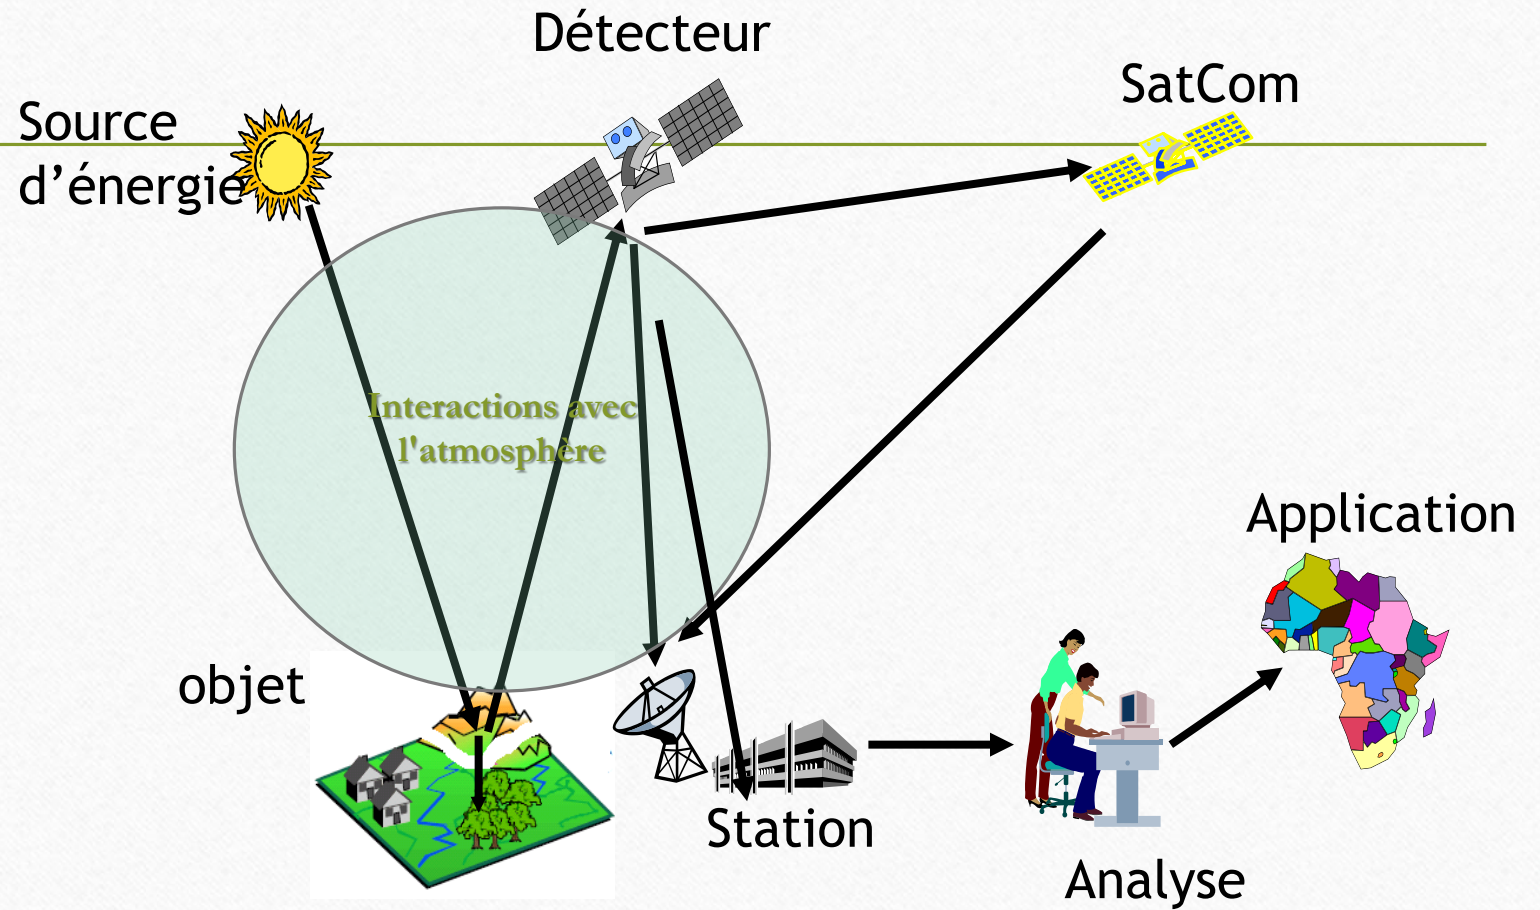 Détecteur
SatCom
Source
d’énergie
Interactions avec
l'atmosphère
Application
objet
Station
Analyse